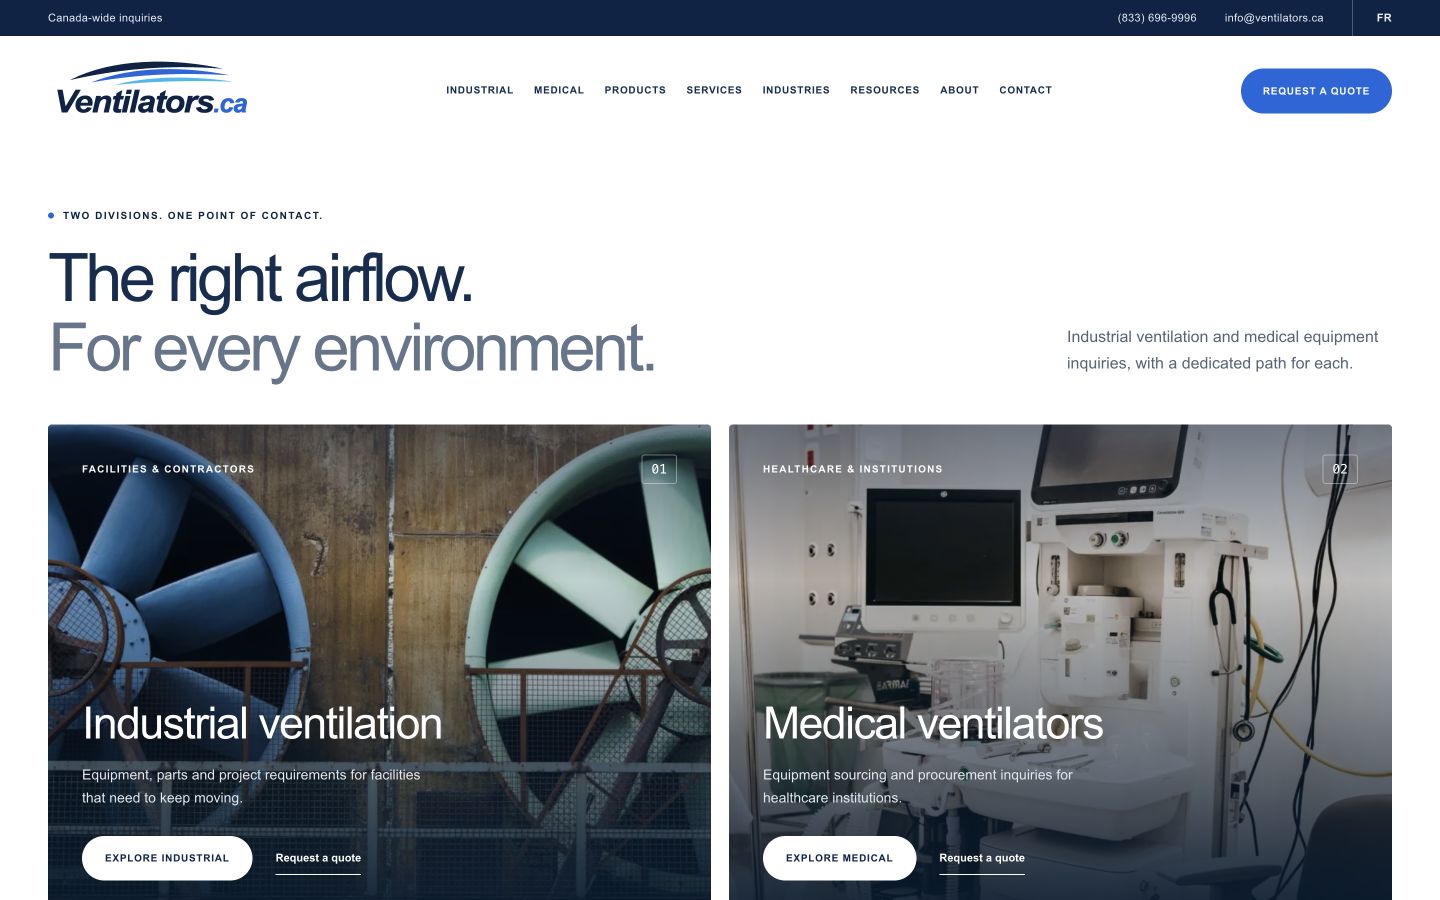 Canada-wide inquiries
(833) 696-9996
info@ventilators.ca
FR
Ventilators.ca
INDUSTRIAL
MEDICAL
PRODUCTS
SERVICES
INDUSTRIES
RESOURCES
ABOUT
CONTACT
REQUEST A QUOTE
TWO DIVISIONS. ONE POINT OF CONTACT.
The right airflow.
For every environment.
Industrial ventilation and medical equipment
inquiries, with a dedicated path for each.
FACILITIES & CONTRACTORS
01
Industrial ventilation
Equipment, parts and project requirements for facilities
that need to keep moving.
EXPLORE INDUSTRIAL
Request a quote
HEALTHCARE & INSTITUTIONS
02
Medical ventilators
Equipment sourcing and procurement inquiries for
healthcare institutions.
EXPLORE MEDICAL
Request a quote